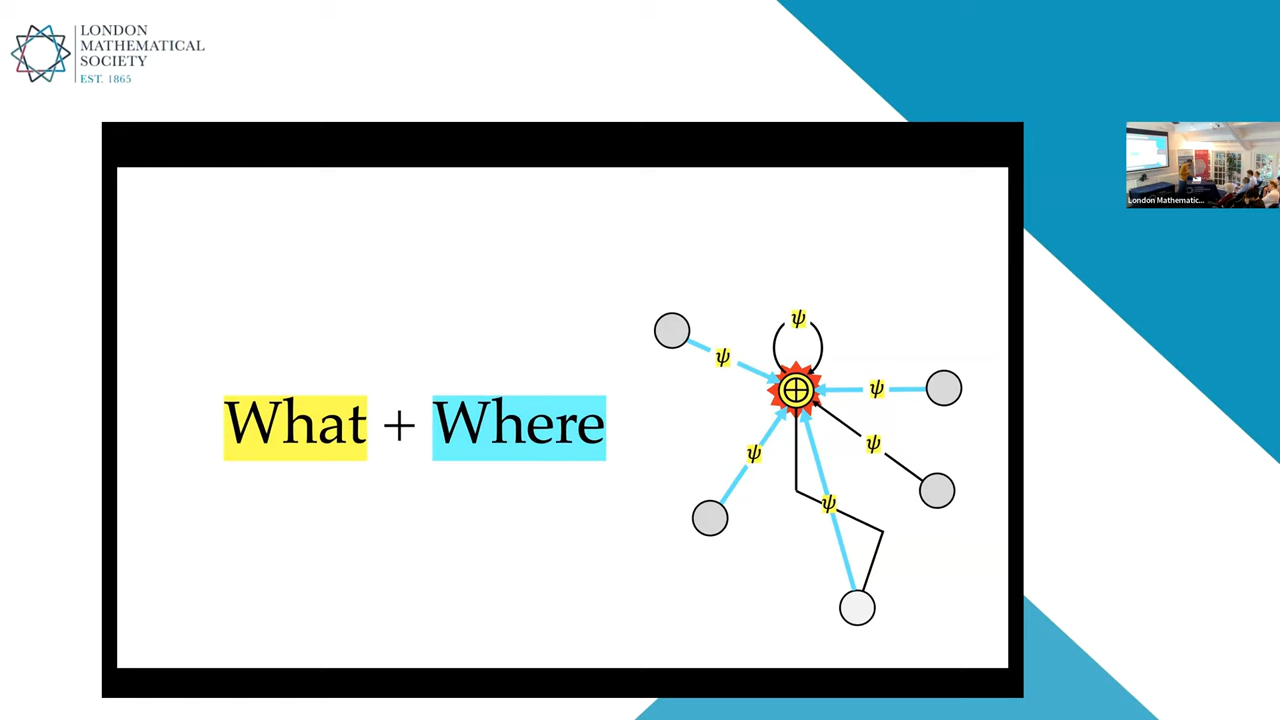 LONDON
MATHEMATICAL
SOCIETY
EST. 1865
What + Where
ψ
ψ
ψ
ψ
ψ
ψ
London Mathematic...